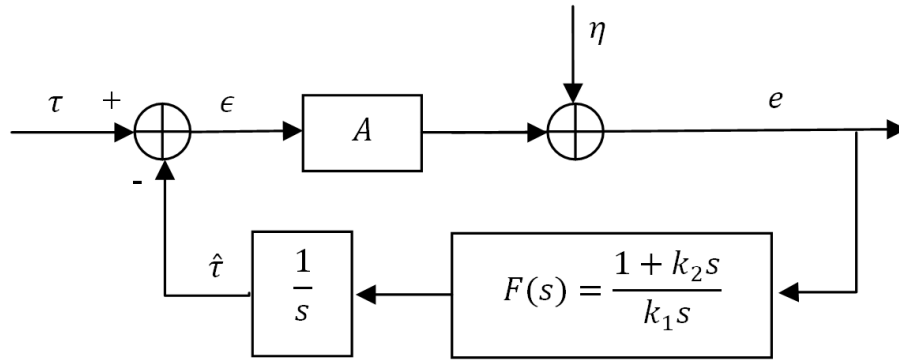 η
τ + ϵ A e
-
τ̂ 1/s F(s) = (1 + k₂s)/(k₁s)